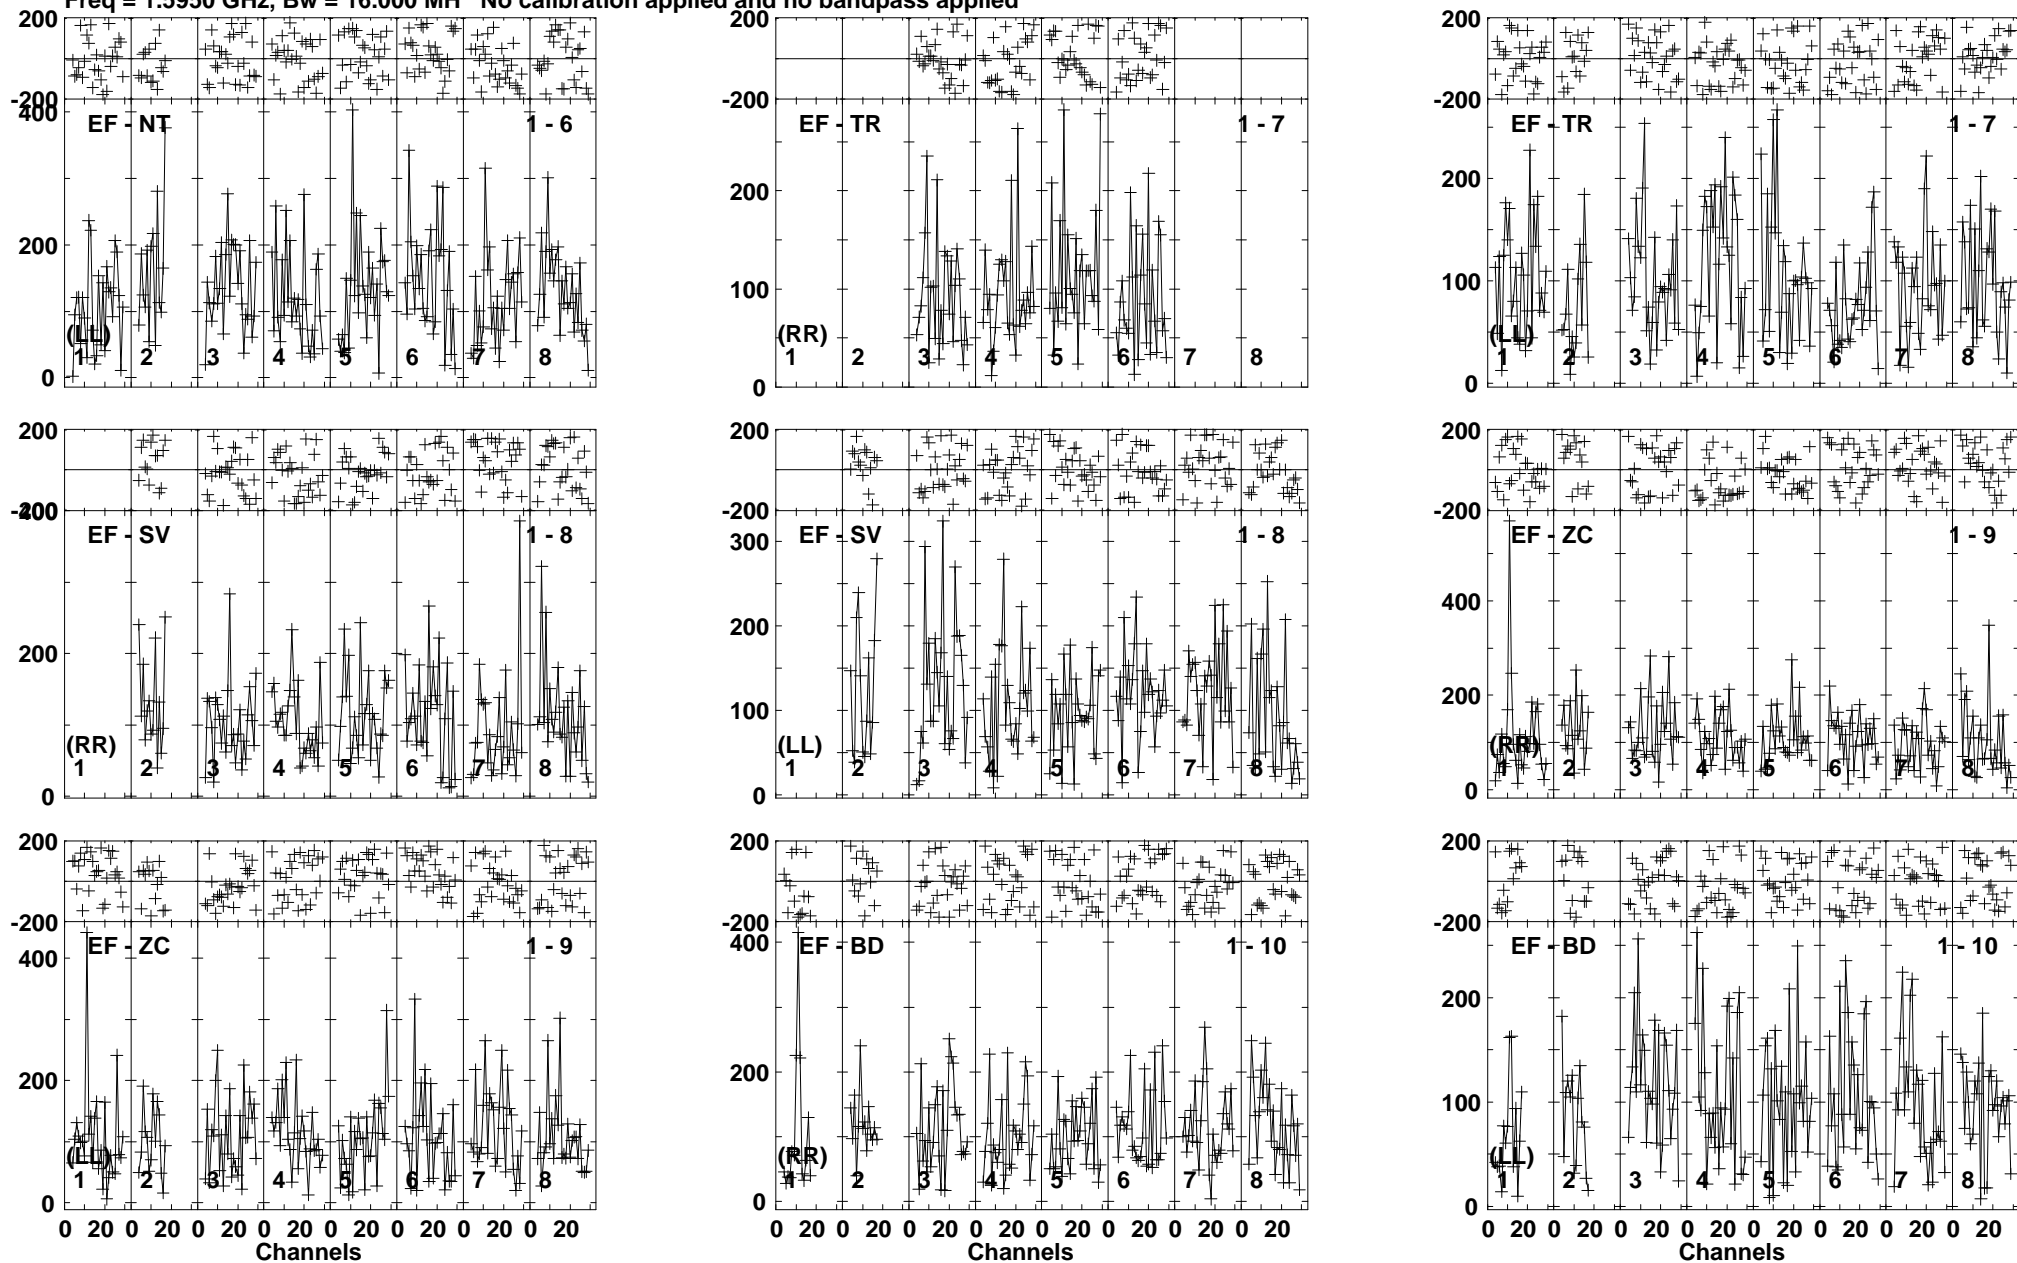 Freq = 1.5950 GHz, Bw = 16.000 MH No calibration applied and no bandpass applied
200 200 200
-200 -200 -200
400
EF - NT 1 - 6 EF - TR 1 - 7 EF - TR 1 - 7
200 200 200
100 100
(LL) (RR) (LL)
1 2 3 4 5 6 7 8 1 2 3 4 5 6 7 8 1 2 3 4 5 6 7 8
0 0 0
200 200 200
-200 -200 -200
400
EF - SV 1 - 8 EF - SV 1 - 8 EF - ZC 1 - 9
300
400
200 200 200
100
(RR) (LL) (RR)
1 2 3 4 5 6 7 8 1 2 3 4 5 6 7 8 1 2 3 4 5 6 7 8
0 0 0
200 200 200
-200 -200 -200
EF - ZC 1 - 9 EF - BD 1 - 10 EF - BD 1 - 10
400 400
200 200 200
100
(LL) (RR) (LL)
1 2 3 4 5 6 7 8 1 2 3 4 5 6 7 8 1 2 3 4 5 6 7 8
0 0 0
0 20 0 0 20 0 20 0 20 0 20 0 20 0 20 0 20 0 0 20 0 20 0 20 0 20 0 20 0 20 0 20 0 0 20 0 20 0 20 0 20 0 20 0 20
Channels Channels